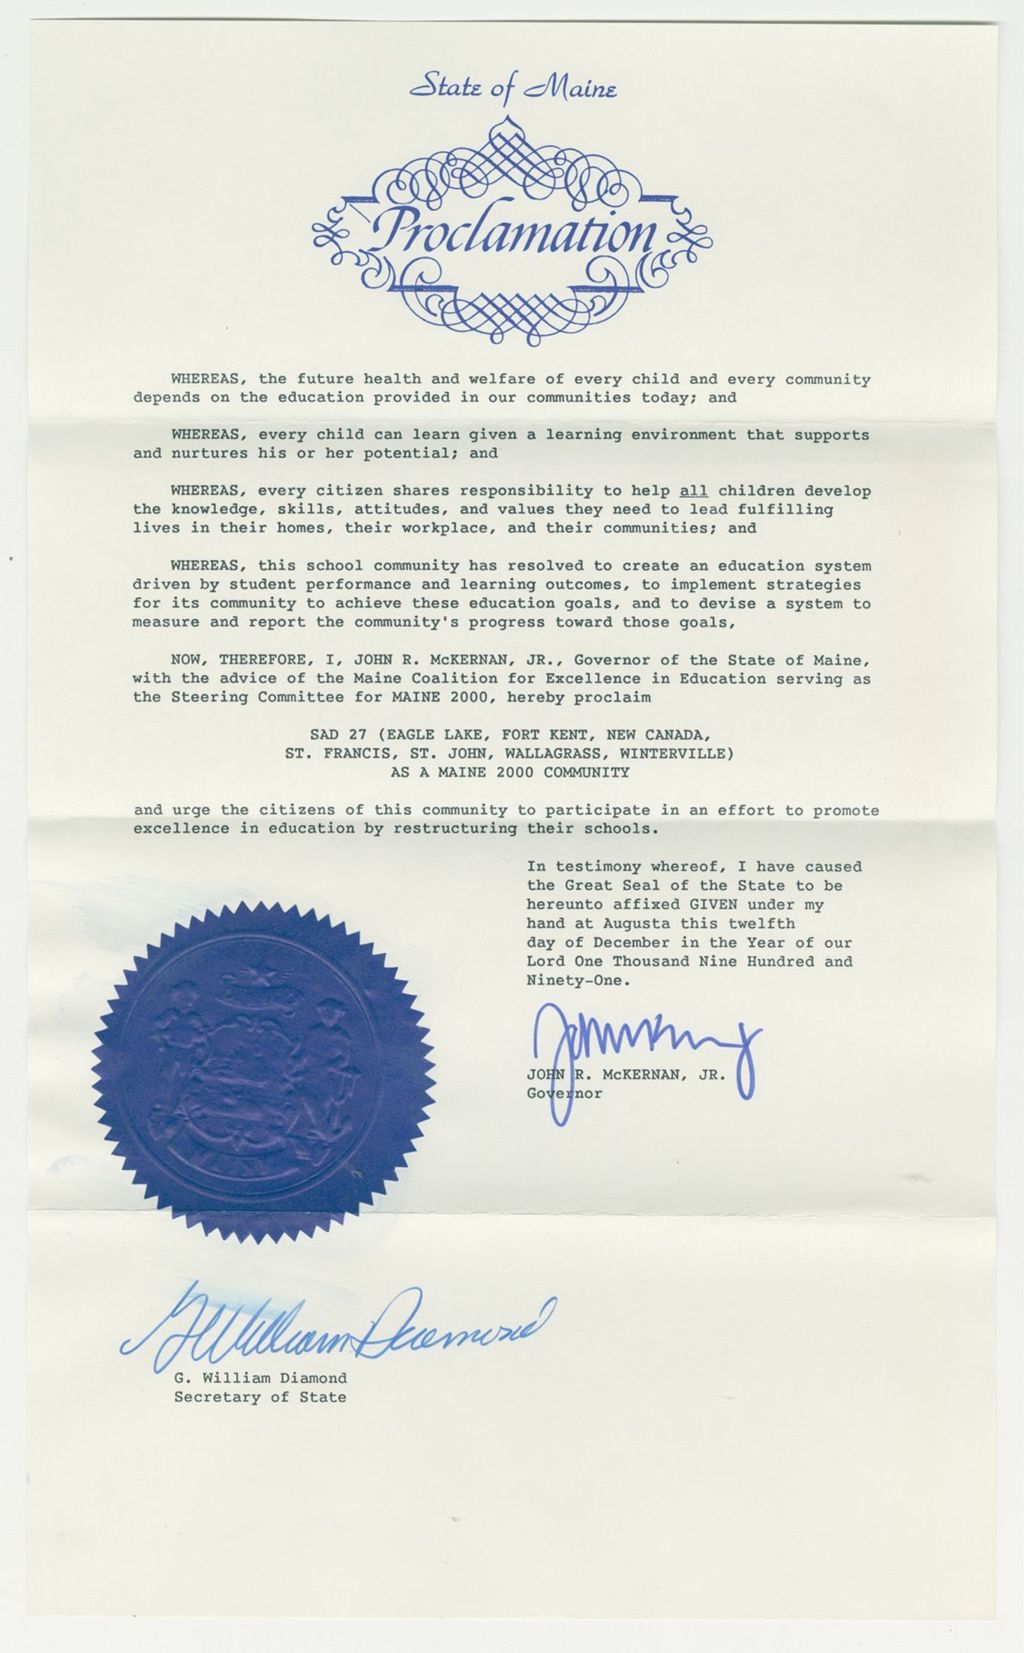 State of Maine
Proclamation
WHEREAS, the future health and welfare of every child and every community
depends on the education provided in our communities today; and
WHEREAS, every child can learn given a learning environment that supports
and nurtures his or her potential; and
WHEREAS, every citizen shares responsibility to help all children develop
the knowledge, skills, attitudes, and values they need to lead fulfilling
lives in their homes, their workplace, and their communities; and
WHEREAS, this school community has resolved to create an education system
driven by student performance and learning outcomes, to implement strategies
for its community to achieve these education goals, and to devise a system to
measure and report the community's progress toward those goals,
NOW, THEREFORE, I, JOHN R. McKERNAN, JR., Governor of the State of Maine,
with the advice of the Maine Coalition for Excellence in Education serving as
the Steering Committee for MAINE 2000, hereby proclaim
SAD 27 (EAGLE LAKE, FORT KENT, NEW CANADA,
ST. FRANCIS, ST. JOHN, WALLAGRASS, WINTERVILLE)
AS A MAINE 2000 COMMUNITY
and urge the citizens of this community to participate in an effort to promote
excellence in education by restructuring their schools.
In testimony whereof, I have caused
the Great Seal of the State to be
hereunto affixed GIVEN under my
hand at Augusta this twelfth
day of December in the Year of our
Lord One Thousand Nine Hundred and
Ninety-One.
JOHN R. McKERNAN, JR.
Governor
G William Diamond
G. William Diamond
Secretary of State